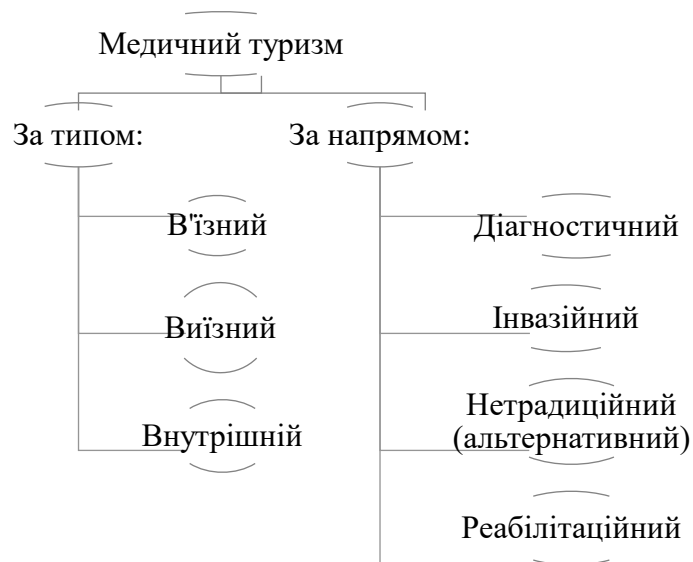 Медичний туризм
За типом:
За напрямом:
В'їзний
Виїзний
Внутрішній
Діагностичний
Інвазійний
Нетрадиційний
(альтернативний)
Реабілітаційний